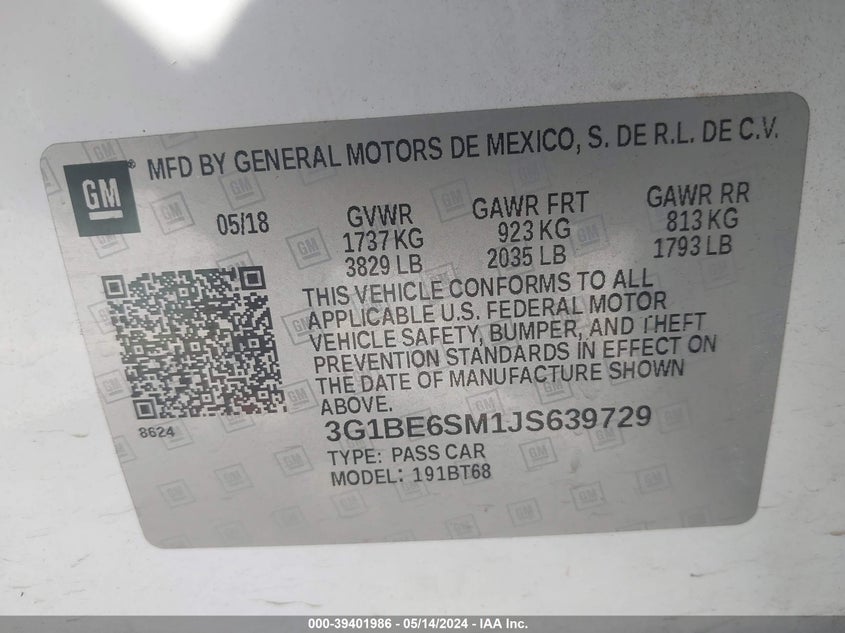 GM
MFD BY GENERAL MOTORS DE MEXICO, S. DE R.L. DE C.V.
05/18
GVWR
1737 KG
3829 LB
GAWR FRT
923 KG
2035 LB
GAWR RR
813 KG
1793 LB
THIS VEHICLE CONFORMS TO ALL
APPLICABLE U.S. FEDERAL MOTOR
VEHICLE SAFETY, BUMPER, AND THEFT
PREVENTION STANDARDS IN EFFECT ON
THE DATE OF MANUFACTURE SHOWN
ABOVE.
8624
3G1BE6SM1JS639729
TYPE: PASS CAR
MODEL: 191BT68
000-39401986 - 05/14/2024 - IAA Inc.